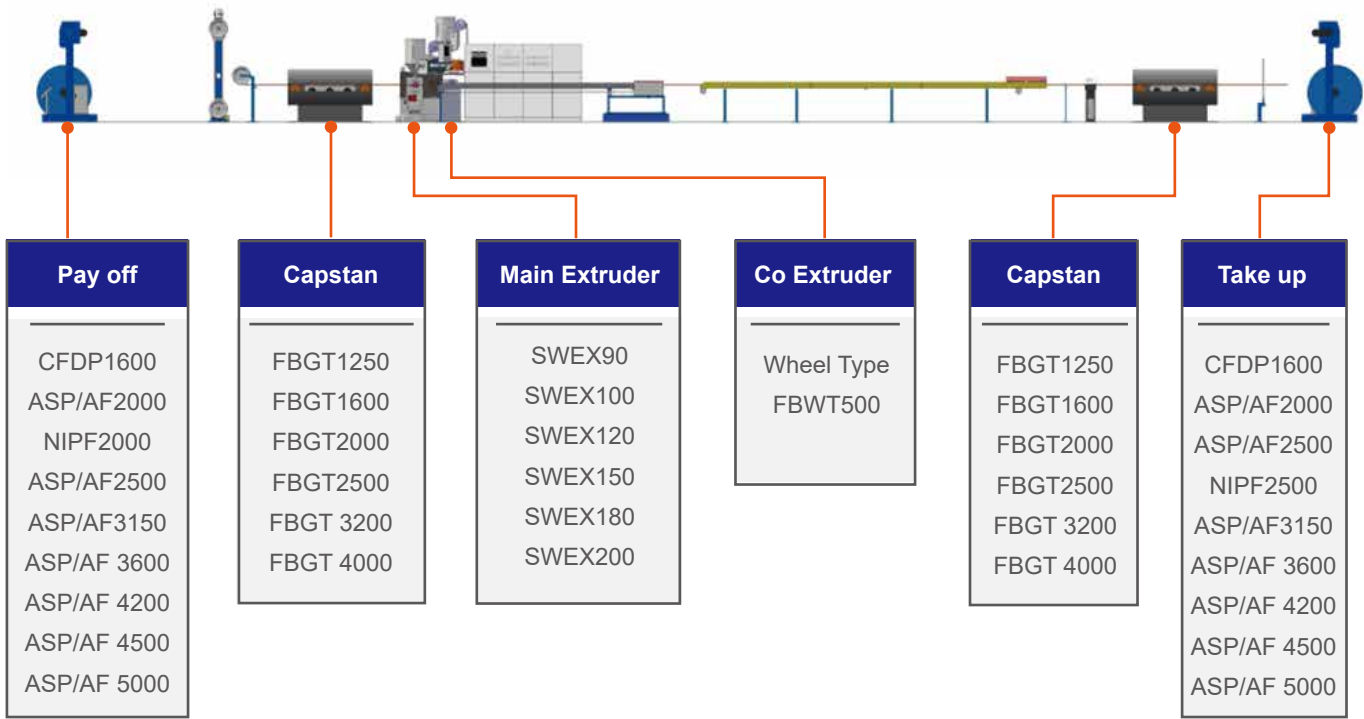 Pay off
CFDP1600
ASP/AF2000
NIPF2000
ASP/AF2500
ASP/AF3150
ASP/AF 3600
ASP/AF 4200
ASP/AF 4500
ASP/AF 5000
Capstan
FBGT1250
FBGT1600
FBGT2000
FBGT2500
FBGT 3200
FBGT 4000
Main Extruder
SWEX90
SWEX100
SWEX120
SWEX150
SWEX180
SWEX200
Co Extruder
Wheel Type
FBWT500
Capstan
FBGT1250
FBGT1600
FBGT2000
FBGT2500
FBGT 3200
FBGT 4000
Take up
CFDP1600
ASP/AF2000
ASP/AF2500
NIPF2500
ASP/AF3150
ASP/AF 3600
ASP/AF 4200
ASP/AF 4500
ASP/AF 5000